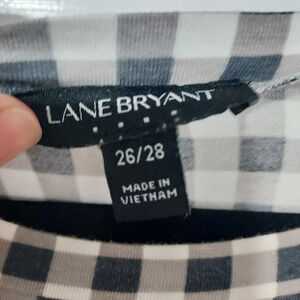 LANE BRYANT
26/28
MADE IN
VIETNAM